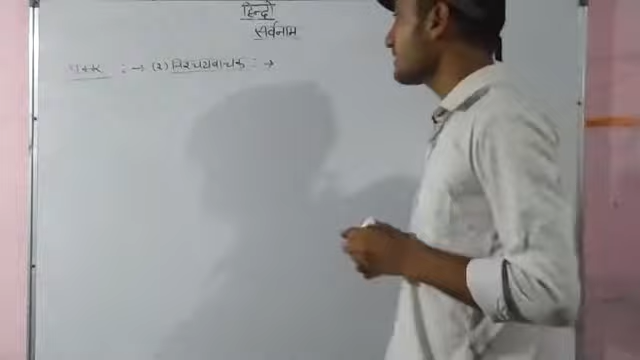 हिन्दी
सर्वनाम
:→ (२) निश्चयवाचक :→